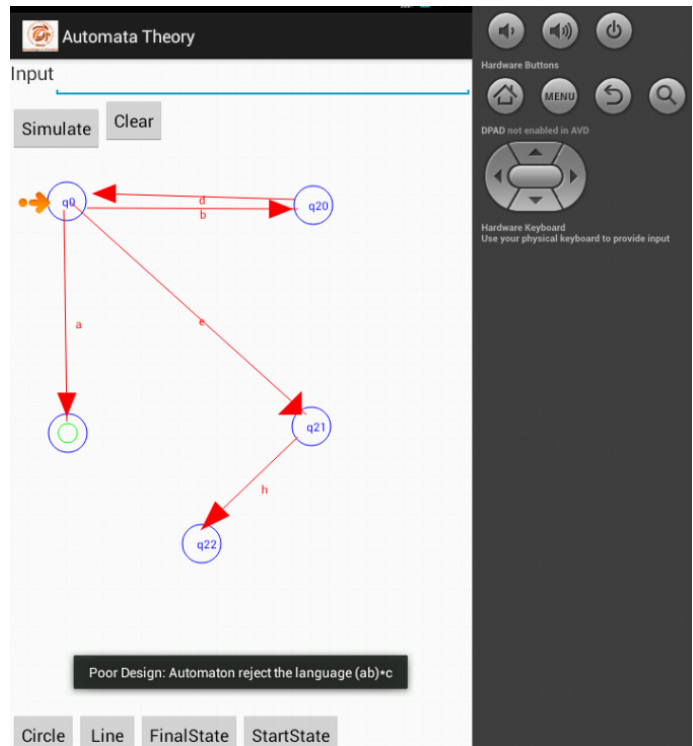 Automata Theory
Input
Simulate
Clear
q0
d
b
q20
a
e
q21
h
q22
Poor Design: Automaton reject the language (ab)*c
Circle
Line
FinalState
StartState
Hardware Buttons
MENU
DPAD not enabled in AVD
Hardware Keyboard
Use your physical keyboard to provide input